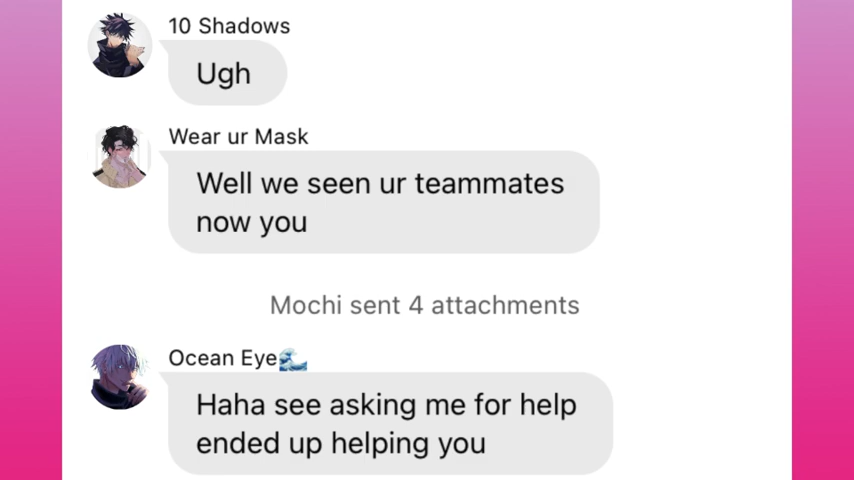 10 Shadows
Ugh
Wear ur Mask
Well we seen ur teammates
now you
Mochi sent 4 attachments
Ocean Eye🌊
Haha see asking me for help
ended up helping you